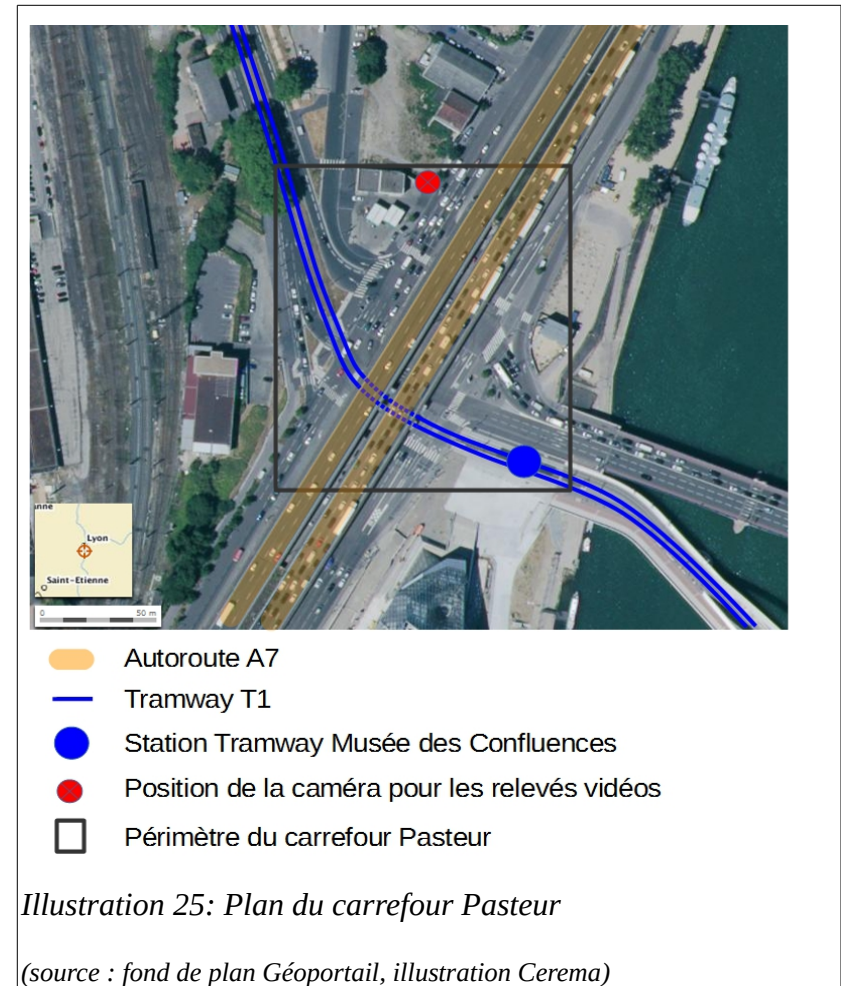 anne
Lyon
Saint-Etienne
0 50 m
Autoroute A7
Tramway T1
Station Tramway Musée des Confluences
Position de la caméra pour les relevés vidéos
Périmètre du carrefour Pasteur
Illustration 25: Plan du carrefour Pasteur
(source : fond de plan Géoportail, illustration Cerema)